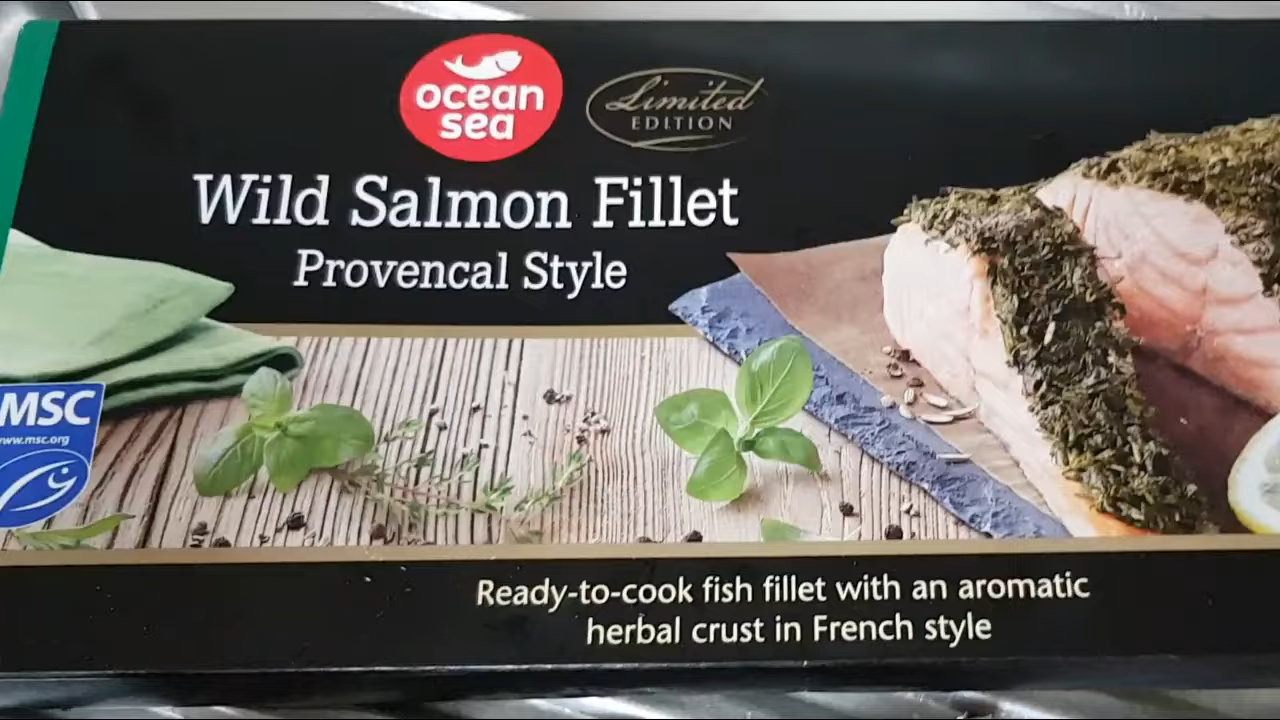 ocean
sea
Limited
EDITION
Wild Salmon Fillet
Provencal Style
MSC
www.msc.org
Ready-to-cook fish fillet with an aromatic
herbal crust in French style